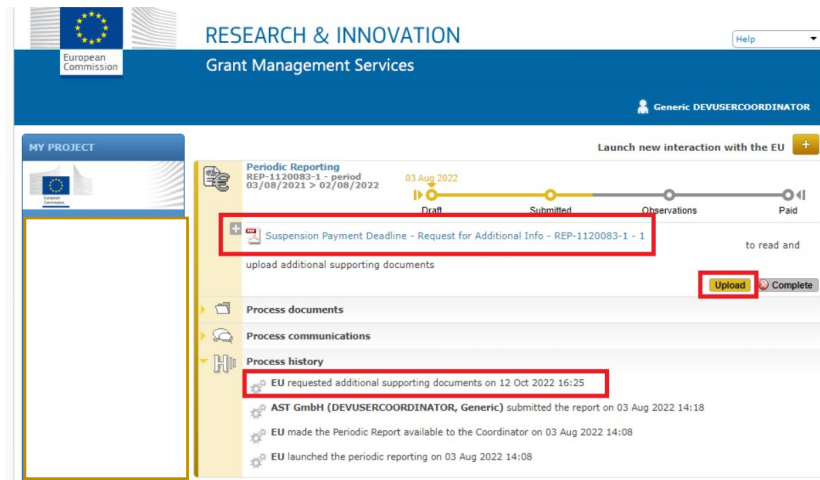 RESEARCH & INNOVATION
Help
European
Commission
Grant Management Services
Generic DEVUSERCOORDINATOR
MY PROJECT
Launch new interaction with the EU +
Periodic Reporting
REP-1120083-1 - period
03/08/2021 > 02/08/2022
03 Aug 2022
Draft Submitted Observations Paid
Suspension Payment Deadline - Request for Additional Info - REP-1120083-1 - 1
to read and
upload additional supporting documents
Upload Complete
Process documents
Process communications
Process history
EU requested additional supporting documents on 12 Oct 2022 16:25
AST GmbH (DEVUSERCOORDINATOR, Generic) submitted the report on 03 Aug 2022 14:18
EU made the Periodic Report available to the Coordinator on 03 Aug 2022 14:08
EU launched the periodic reporting on 03 Aug 2022 14:08